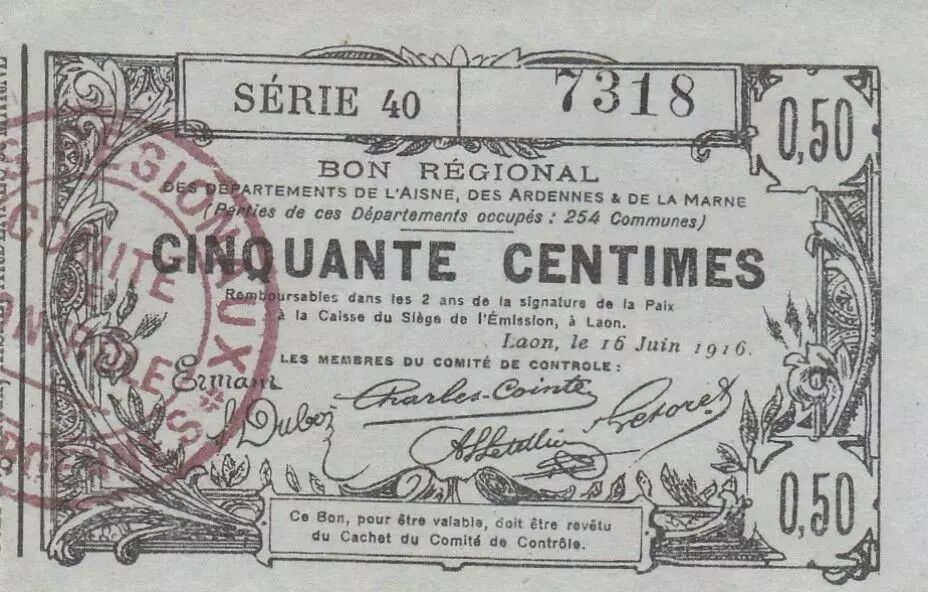 SÉRIE 40
7318
0,50
BON RÉGIONAL
DES DÉPARTEMENTS DE L'AISNE, DES ARDENNES & DE LA MARNE
(Parties de ces Départements occupés : 254 Communes)
CINQUANTE CENTIMES
Remboursables dans les 2 ans de la signature de la Paix
à la Caisse du Siège de l'Émission, à Laon.
Laon, le 16 Juin 1916.
LES MEMBRES DU COMITÉ DE CONTROLE :
Ermant
Charles-Cointe
0,50
Ce Bon, pour être valable, doit être revêtu
du Cachet du Comité de Contrôle.
COMITÉ